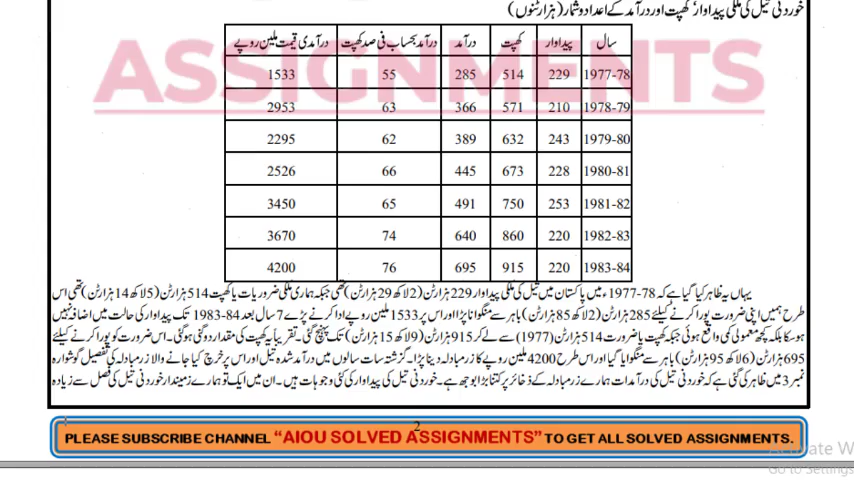 خوردنی تیل کی ملکی پیداوار، کھپت اور درآمد کے اعداد و شمار (ہزار ٹنوں)
سال پیداوار کھپت درآمد درآمد بحساب فی صد کھپت درآمدی قیمت ملین روپے
1977-78 229 514 285 55 1533
1978-79 210 571 366 63 2953
1979-80 243 632 389 62 2295
1980-81 228 673 445 66 2526
1981-82 253 750 491 65 3450
1982-83 220 860 640 74 3670
1983-84 220 915 695 76 4200
ASSIGNMENTS
یہاں یہ ظاہر کیا گیا ہے کہ 78-1977ء میں پاکستان میں تیل کی ملکی پیداوار 229 ہزار ٹن (2 لاکھ 29 ہزار ٹن) تھی جبکہ ہماری ملکی ضروریات یا کھپت 514 ہزار ٹن (5 لاکھ 14 ہزار ٹن) تھی اس
طرح ہمیں اپنی ضرورت پورا کرنے کیلئے 285 ہزار ٹن (2 لاکھ 85 ہزار) باہر سے منگوانا پڑا اور اس پر 1533 ملین روپے ادا کرنے پڑے 7 سال بعد 84-1983 تک پیداوار کی حالت میں اضافہ نہیں
ہو سکا بلکہ کچھ معمولی کمی واقع ہوئی جبکہ کھپت یا ضرورت 514 ہزار ٹن (1977) سے لے کر 915 ہزار ٹن (9 لاکھ 15 ہزار ٹن) تک پہنچ گئی۔ تقریباً یہ کھپت کی مقدار دوگنی ہو گئی۔ اس ضرورت کو پورا کرنے کیلئے
695 ہزار ٹن (6 لاکھ 95 ہزار ٹن) باہر سے منگوایا گیا اور اس طرح 4200 ملین روپے کا زرمبادلہ دینا پڑا۔ گزشتہ سات سالوں میں درآمد شدہ تیل اور اس پر خرچ کیا جانے والا زرمبادلہ کی تفصیل گوشوارہ
نمبر 3 میں ظاہر کی گئی ہے کہ خوردنی تیل کی درآمدات ہمارے زرمبادلہ کے ذخائر پر کتنا بڑا بوجھ ہے۔ خوردنی تیل کی پیداوار کی کئی وجوہات ہیں۔ ان میں ایک تو ہمارے زمیندار خوردنی تیل کی فصل سے زیادہ
2
PLEASE SUBSCRIBE CHANNEL “AIOU SOLVED ASSIGNMENTS” TO GET ALL SOLVED ASSIGNMENTS.
Activate W
Go to Settings